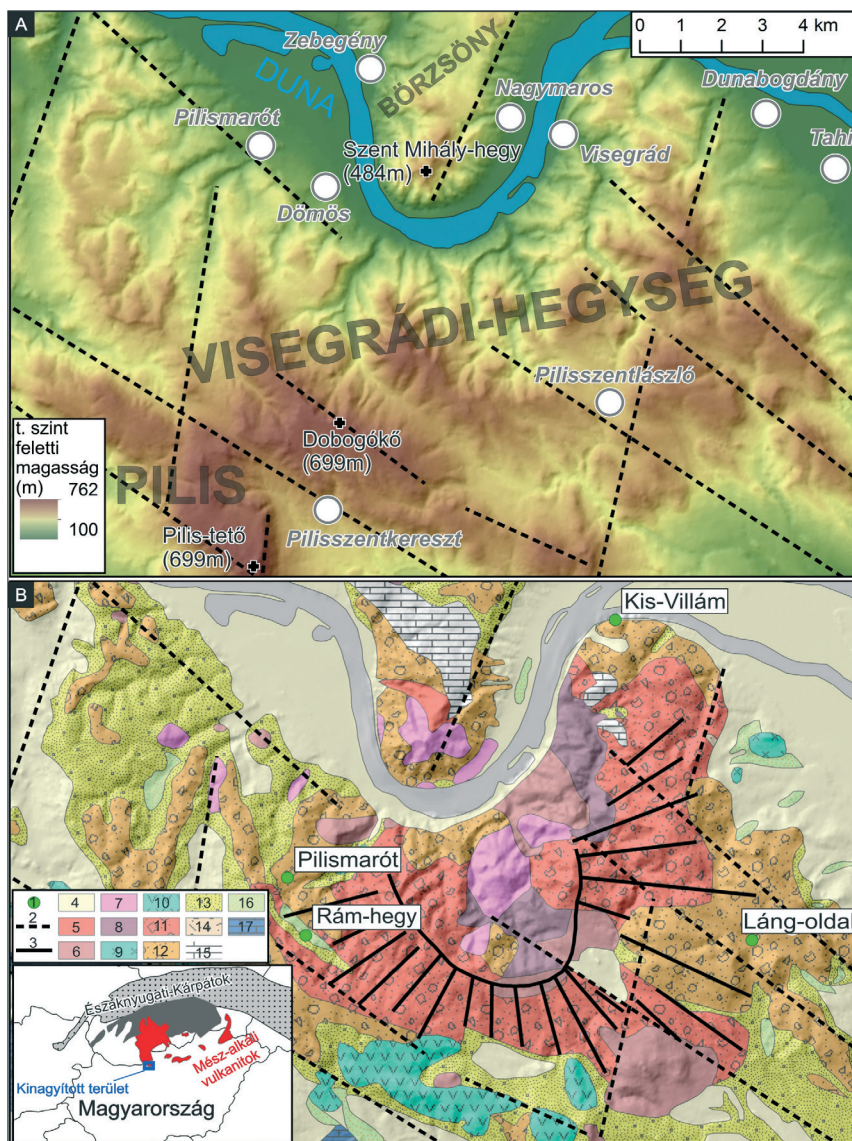 A
0 1 2 3 4 km
Zebegény
DUNA
BÖRZSÖNY
Nagymaros
Dunabogdány
Pilismarót
Szent Mihály-hegy
(484m)
Visegrád
Tahi
Dömös
VISEGRÁDI-HEGYSÉG
Pilisszentlászló
t. szint
feletti
magasság
(m)
762
100
Dobogókő
(699m)
PILIS
Pilis-tető
(699m)
Pilisszentkereszt
B
Kis-Villám
Pilismarót
Rám-hegy
Láng-oldal
1 4 7 10 13 16
2 5 8 11 14 17
3 6 9 12 15
Északnyugati-Kárpátok
Mész-alkáli
vulkanitok
Kinagyított terület
Magyarország